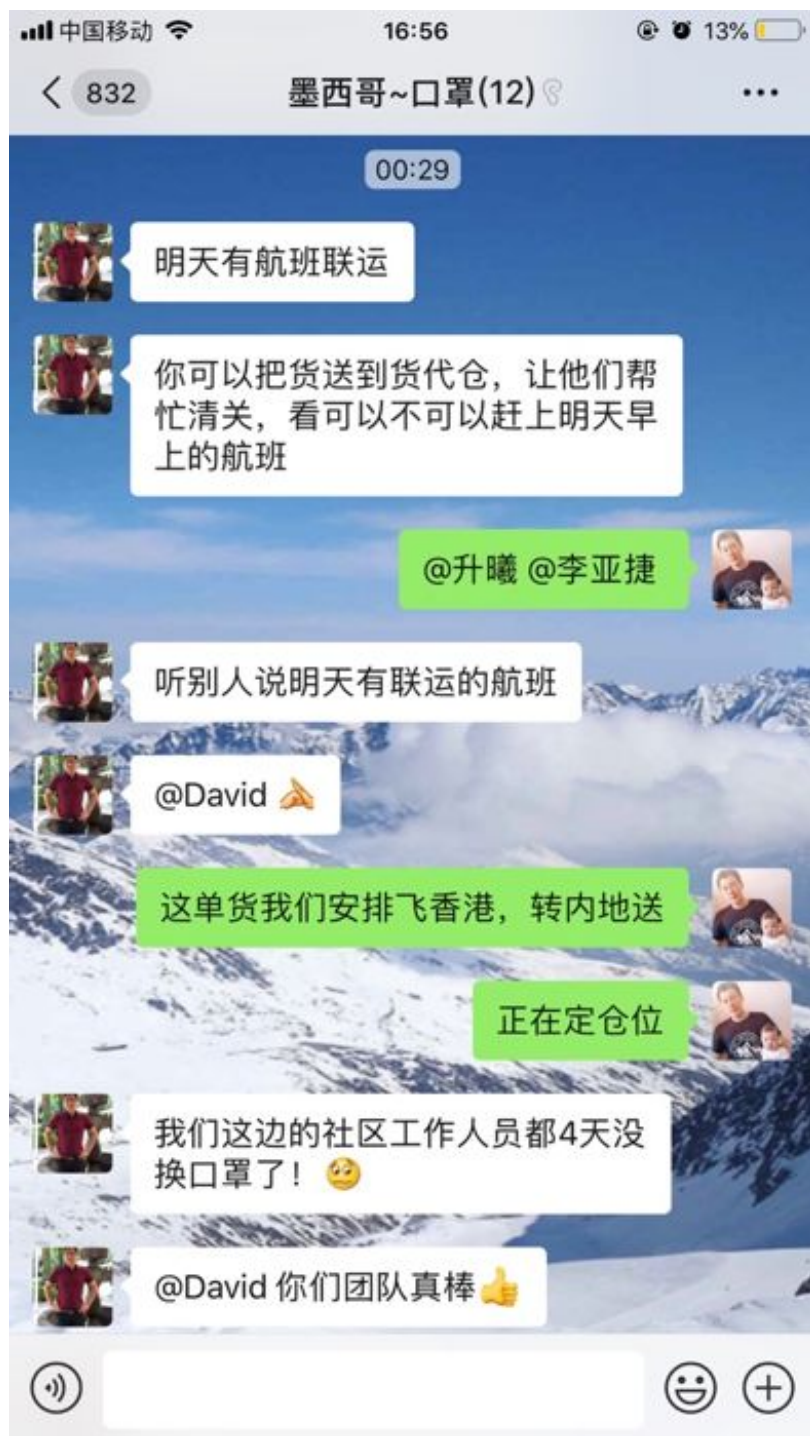 中国移动 16:56 13%
832 墨西哥~口罩(12)
00:29
明天有航班联运
你可以把货送到货代仓，让他们帮
忙清关，看可以不可以赶上明天早
上的航班
@升曦 @李亚捷
听别人说明天有联运的航班
@David
这单货我们安排飞香港，转内地送
正在定仓位
我们这边的社区工作人员都4天没
换口罩了！
@David 你们团队真棒